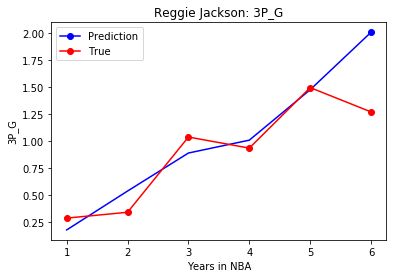 Reggie Jackson: 3P_G
Prediction
True
3P_G
2.00
1.75
1.50
1.25
1.00
0.75
0.50
0.25
1 2 3 4 5 6
Years in NBA